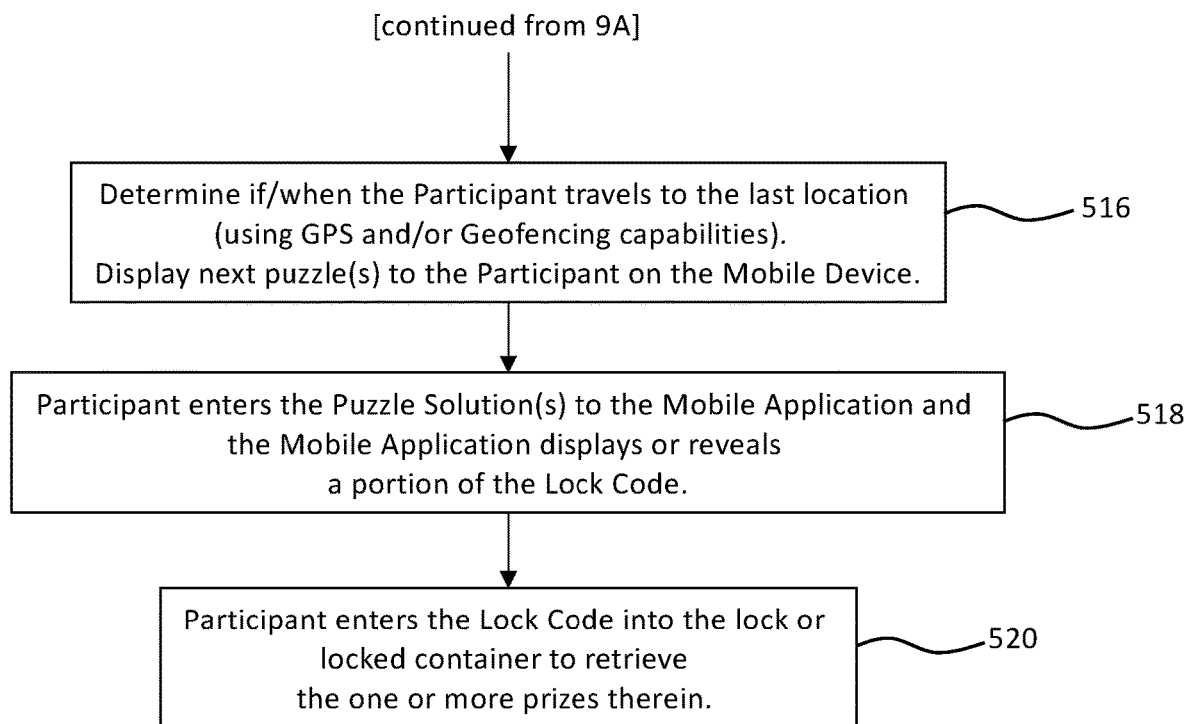 [continued from 9A]
Determine if/when the Participant travels to the last location
(using GPS and/or Geofencing capabilities).
Display next puzzle(s) to the Participant on the Mobile Device.
516
Participant enters the Puzzle Solution(s) to the Mobile Application and
the Mobile Application displays or reveals
a portion of the Lock Code.
518
Participant enters the Lock Code into the lock or
locked container to retrieve
the one or more prizes therein.
520